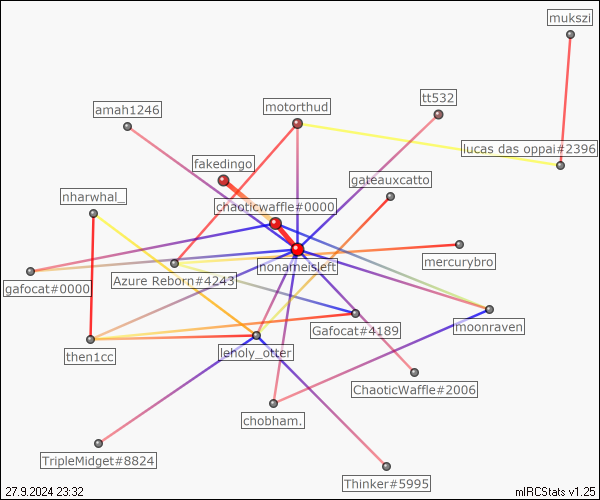 mukszi
amah1246
motorthud
tt532
lucas das oppai#2396
fakedingo
gateauxcatto
nharwhal_
chaoticwaffle#0000
mercurybro
nonameisleft
gafocat#0000
Azure Reborn#4243
moonraven
Gafocat#4189
then1cc
leholy_otter
ChaoticWaffle#2006
chobham.
TripleMidget#8824
Thinker#5995
27.9.2024 23:32
mIRCStats v1.25